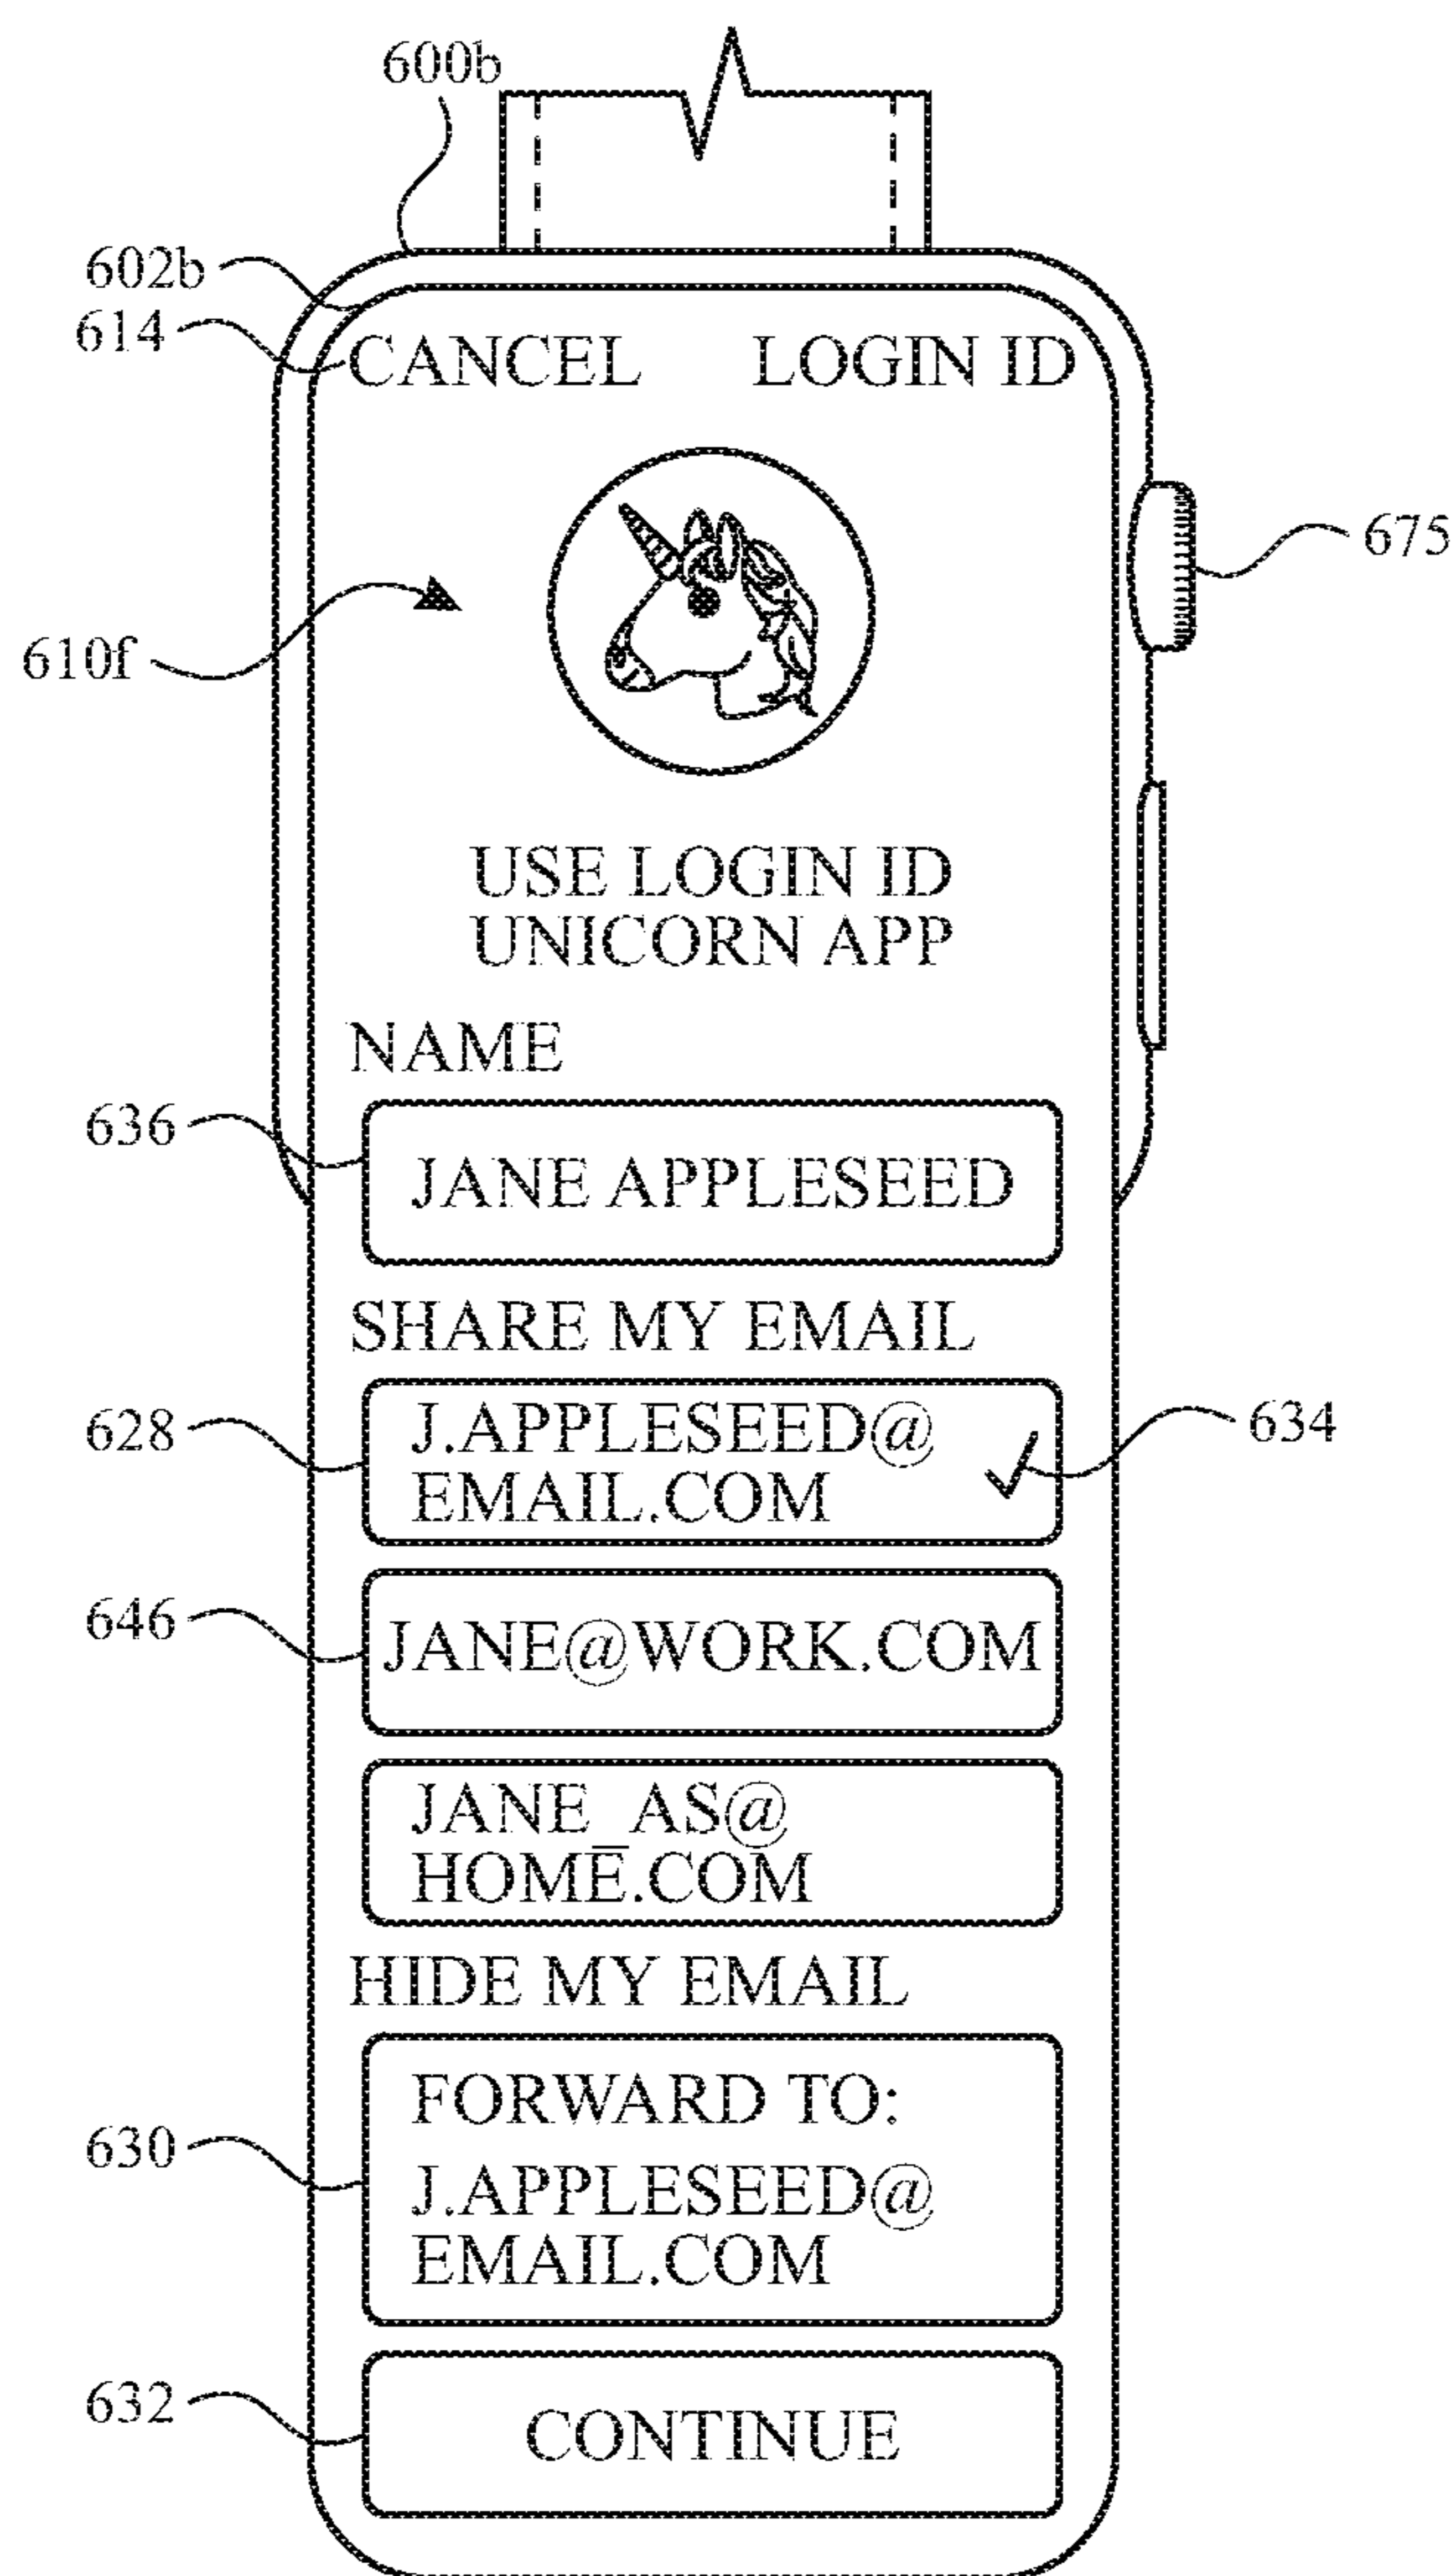 600b
602b
614
CANCEL LOGIN ID
675
610f
USE LOGIN ID
UNICORN APP
NAME
636
JANE APPLESEED
SHARE MY EMAIL
628
J.APPLESEED@
EMAIL.COM
634
646
JANE@WORK.COM
JANE_AS@
HOME.COM
HIDE MY EMAIL
FORWARD TO:
630
J.APPLESEED@
EMAIL.COM
632
CONTINUE